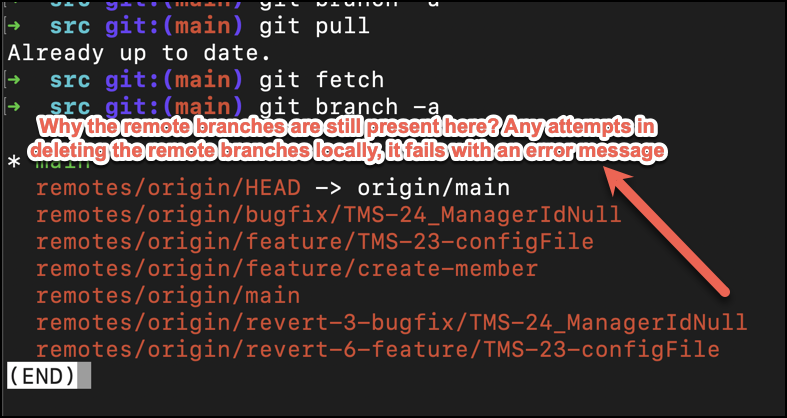 → src git:(main) git branch -a
→ src git:(main) git pull
Already up to date.
→ src git:(main) git fetch
→ src git:(main) git branch -a
Why the remote branches are still present here? Any attempts in
deleting the remote branches locally, it fails with an error message
* main
remotes/origin/HEAD -> origin/main
remotes/origin/bugfix/TMS-24_ManagerIdNull
remotes/origin/feature/TMS-23-configFile
remotes/origin/feature/create-member
remotes/origin/main
remotes/origin/revert-3-bugfix/TMS-24_ManagerIdNull
remotes/origin/revert-6-feature/TMS-23-configFile
(END)